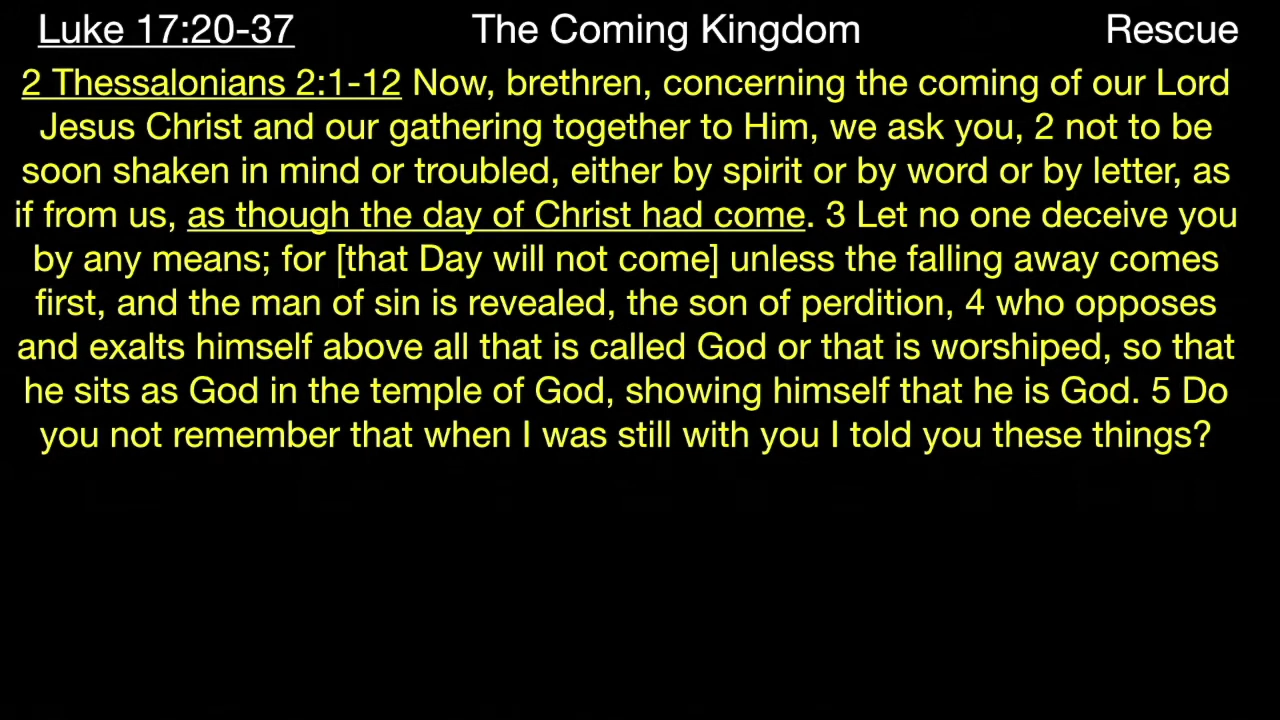 Luke 17:20-37 The Coming Kingdom Rescue
2 Thessalonians 2:1-12 Now, brethren, concerning the coming of our Lord
Jesus Christ and our gathering together to Him, we ask you, 2 not to be
soon shaken in mind or troubled, either by spirit or by word or by letter, as
if from us, as though the day of Christ had come. 3 Let no one deceive you
by any means; for [that Day will not come] unless the falling away comes
first, and the man of sin is revealed, the son of perdition, 4 who opposes
and exalts himself above all that is called God or that is worshiped, so that
he sits as God in the temple of God, showing himself that he is God. 5 Do
you not remember that when I was still with you I told you these things?